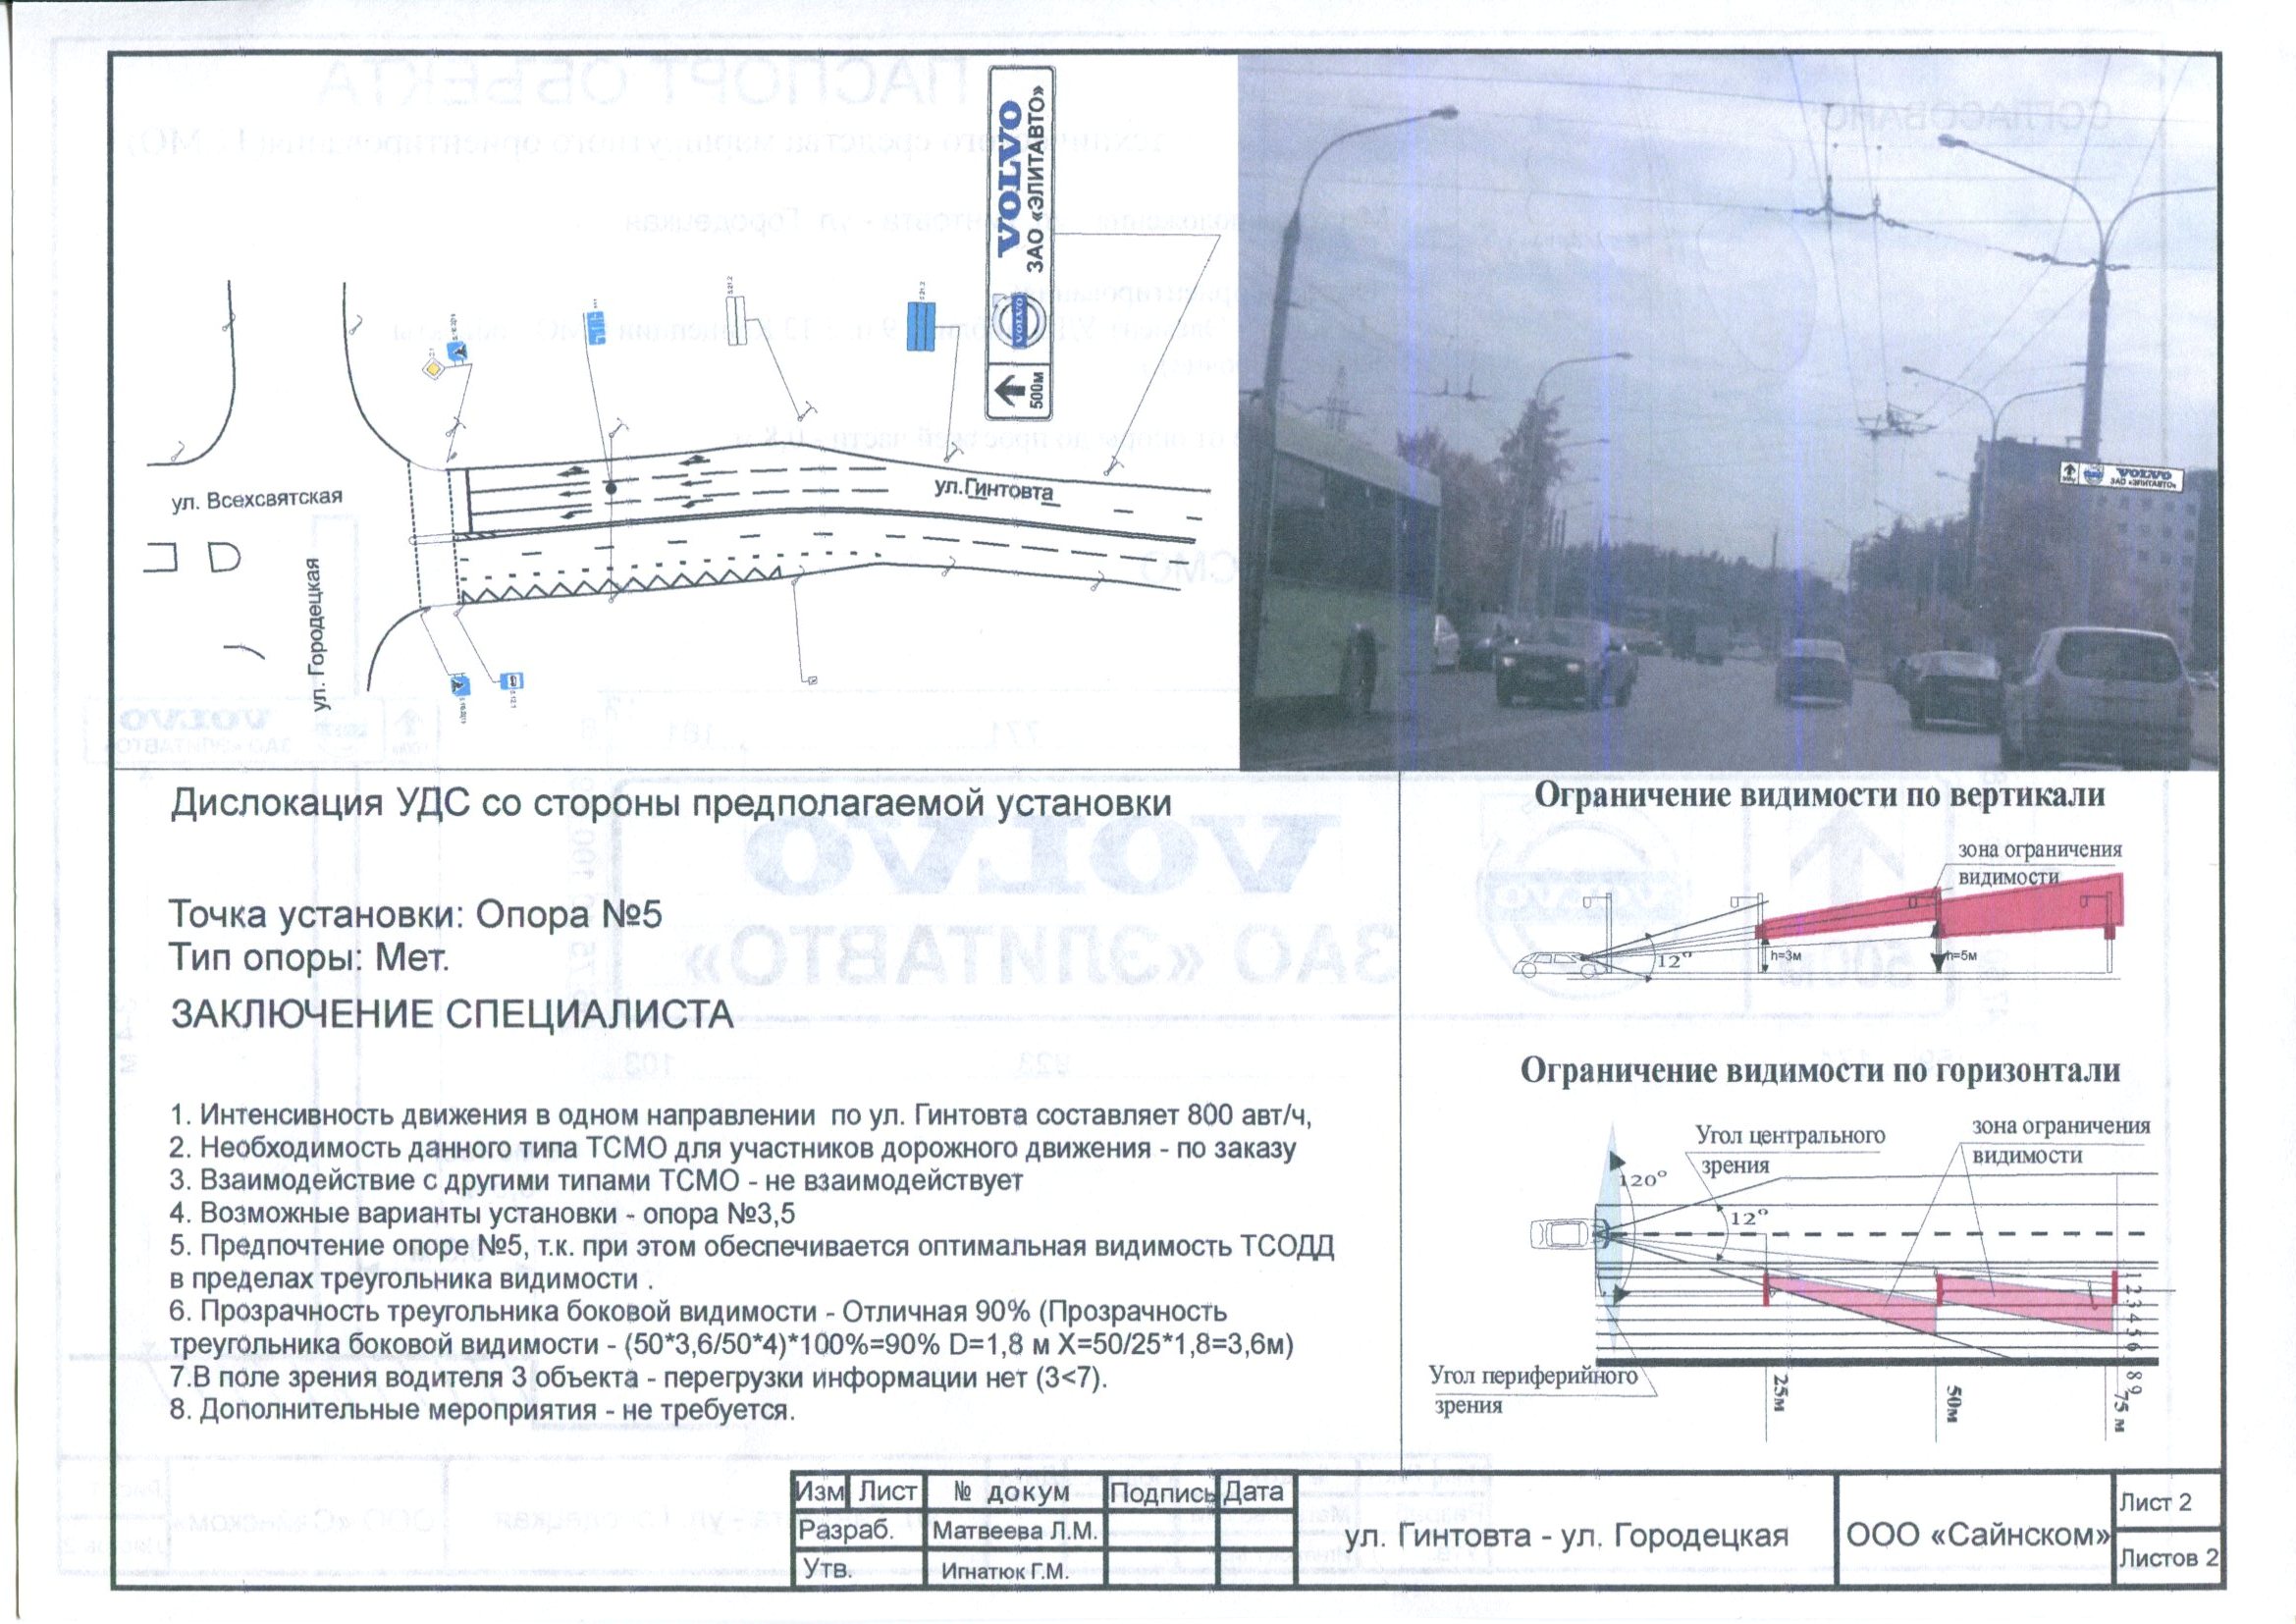 VOLVO
ЗАО «ЭЛИТАВТО»
VOLVO
500м
5.21.2
ул. Всехсвятская
ул.Гинтовта
ул. Городецкая
VOLVO
ЗАО «ЭЛИТАВТО»
Дислокация УДС со стороны предполагаемой установки
Точка установки: Опора №5
Тип опоры: Мет.
ЗАКЛЮЧЕНИЕ СПЕЦИАЛИСТА
1. Интенсивность движения в одном направлении по ул. Гинтовта составляет 800 авт/ч,
2. Необходимость данного типа ТСМО для участников дорожного движения - по заказу
3. Взаимодействие с другими типами ТСМО - не взаимодействует
4. Возможные варианты установки - опора №3,5
5. Предпочтение опоре №5, т.к. при этом обеспечивается оптимальная видимость ТСОДД
в пределах треугольника видимости .
6. Прозрачность треугольника боковой видимости - Отличная 90% (Прозрачность
треугольника боковой видимости - (50*3,6/50*4)*100%=90% D=1,8 м X=50/25*1,8=3,6м)
7.В поле зрения водителя 3 объекта - перегрузки информации нет (3<7).
8. Дополнительные мероприятия - не требуется.
Ограничение видимости по вертикали
зона ограничения
видимости
12°
h=3м
h=5м
Ограничение видимости по горизонтали
Угол центрального
зрения
зона ограничения
видимости
120°
12°
Угол периферийного
зрения
25м
50м
75 м
1 2 3 4 5 6 8 9
Изм Лист № докум Подпись Дата
Разраб. Матвеева Л.М.
Утв. Игнатюк Г.М.
ул. Гинтовта - ул. Городецкая
ООО «Сайнском»
Лист 2
Листов 2